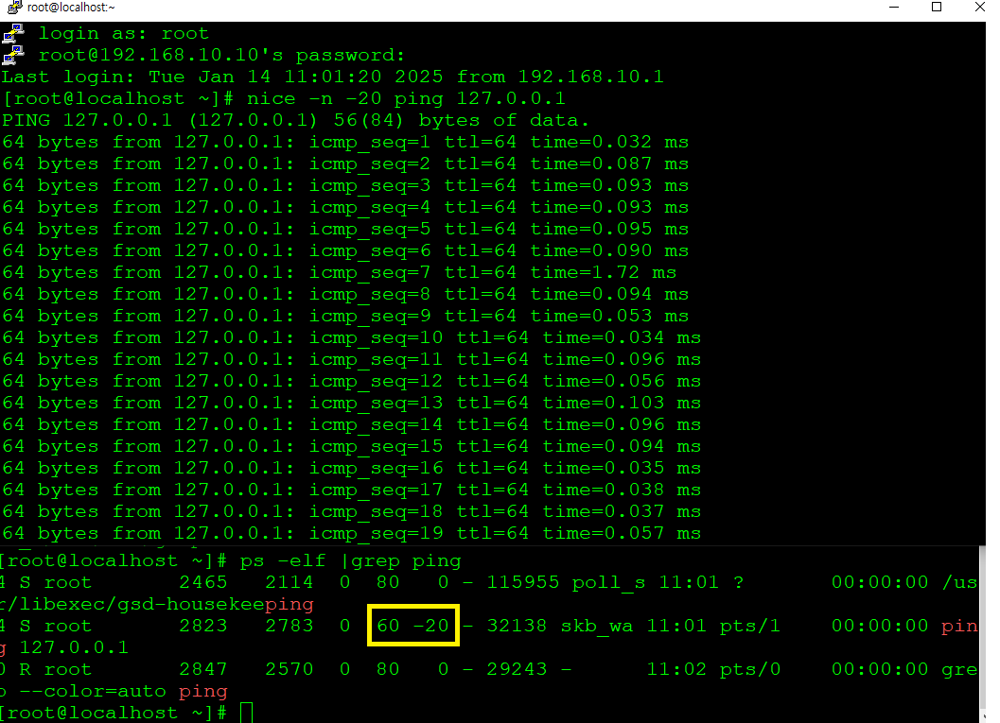 root@localhost:~
login as: root
root@192.168.10.10's password:
Last login: Tue Jan 14 11:01:20 2025 from 192.168.10.1
[root@localhost ~]# nice -n -20 ping 127.0.0.1
PING 127.0.0.1 (127.0.0.1) 56(84) bytes of data.
64 bytes from 127.0.0.1: icmp_seq=1 ttl=64 time=0.032 ms
64 bytes from 127.0.0.1: icmp_seq=2 ttl=64 time=0.087 ms
64 bytes from 127.0.0.1: icmp_seq=3 ttl=64 time=0.093 ms
64 bytes from 127.0.0.1: icmp_seq=4 ttl=64 time=0.093 ms
64 bytes from 127.0.0.1: icmp_seq=5 ttl=64 time=0.095 ms
64 bytes from 127.0.0.1: icmp_seq=6 ttl=64 time=0.090 ms
64 bytes from 127.0.0.1: icmp_seq=7 ttl=64 time=1.72 ms
64 bytes from 127.0.0.1: icmp_seq=8 ttl=64 time=0.094 ms
64 bytes from 127.0.0.1: icmp_seq=9 ttl=64 time=0.053 ms
64 bytes from 127.0.0.1: icmp_seq=10 ttl=64 time=0.034 ms
64 bytes from 127.0.0.1: icmp_seq=11 ttl=64 time=0.096 ms
64 bytes from 127.0.0.1: icmp_seq=12 ttl=64 time=0.056 ms
64 bytes from 127.0.0.1: icmp_seq=13 ttl=64 time=0.103 ms
64 bytes from 127.0.0.1: icmp_seq=14 ttl=64 time=0.096 ms
64 bytes from 127.0.0.1: icmp_seq=15 ttl=64 time=0.094 ms
64 bytes from 127.0.0.1: icmp_seq=16 ttl=64 time=0.035 ms
64 bytes from 127.0.0.1: icmp_seq=17 ttl=64 time=0.038 ms
64 bytes from 127.0.0.1: icmp_seq=18 ttl=64 time=0.037 ms
64 bytes from 127.0.0.1: icmp_seq=19 ttl=64 time=0.057 ms
[root@localhost ~]# ps -elf |grep ping
4 S root 2465 2114 0 80 0 - 115955 poll_s 11:01 ? 00:00:00 /us
r/libexec/gsd-housekeeping
4 S root 2823 2783 0 60 -20 - 32138 skb_wa 11:01 pts/1 00:00:00 pin
g 127.0.0.1
0 R root 2847 2570 0 80 0 - 29243 - 11:02 pts/0 00:00:00 gre
p --color=auto ping
[root@localhost ~]#